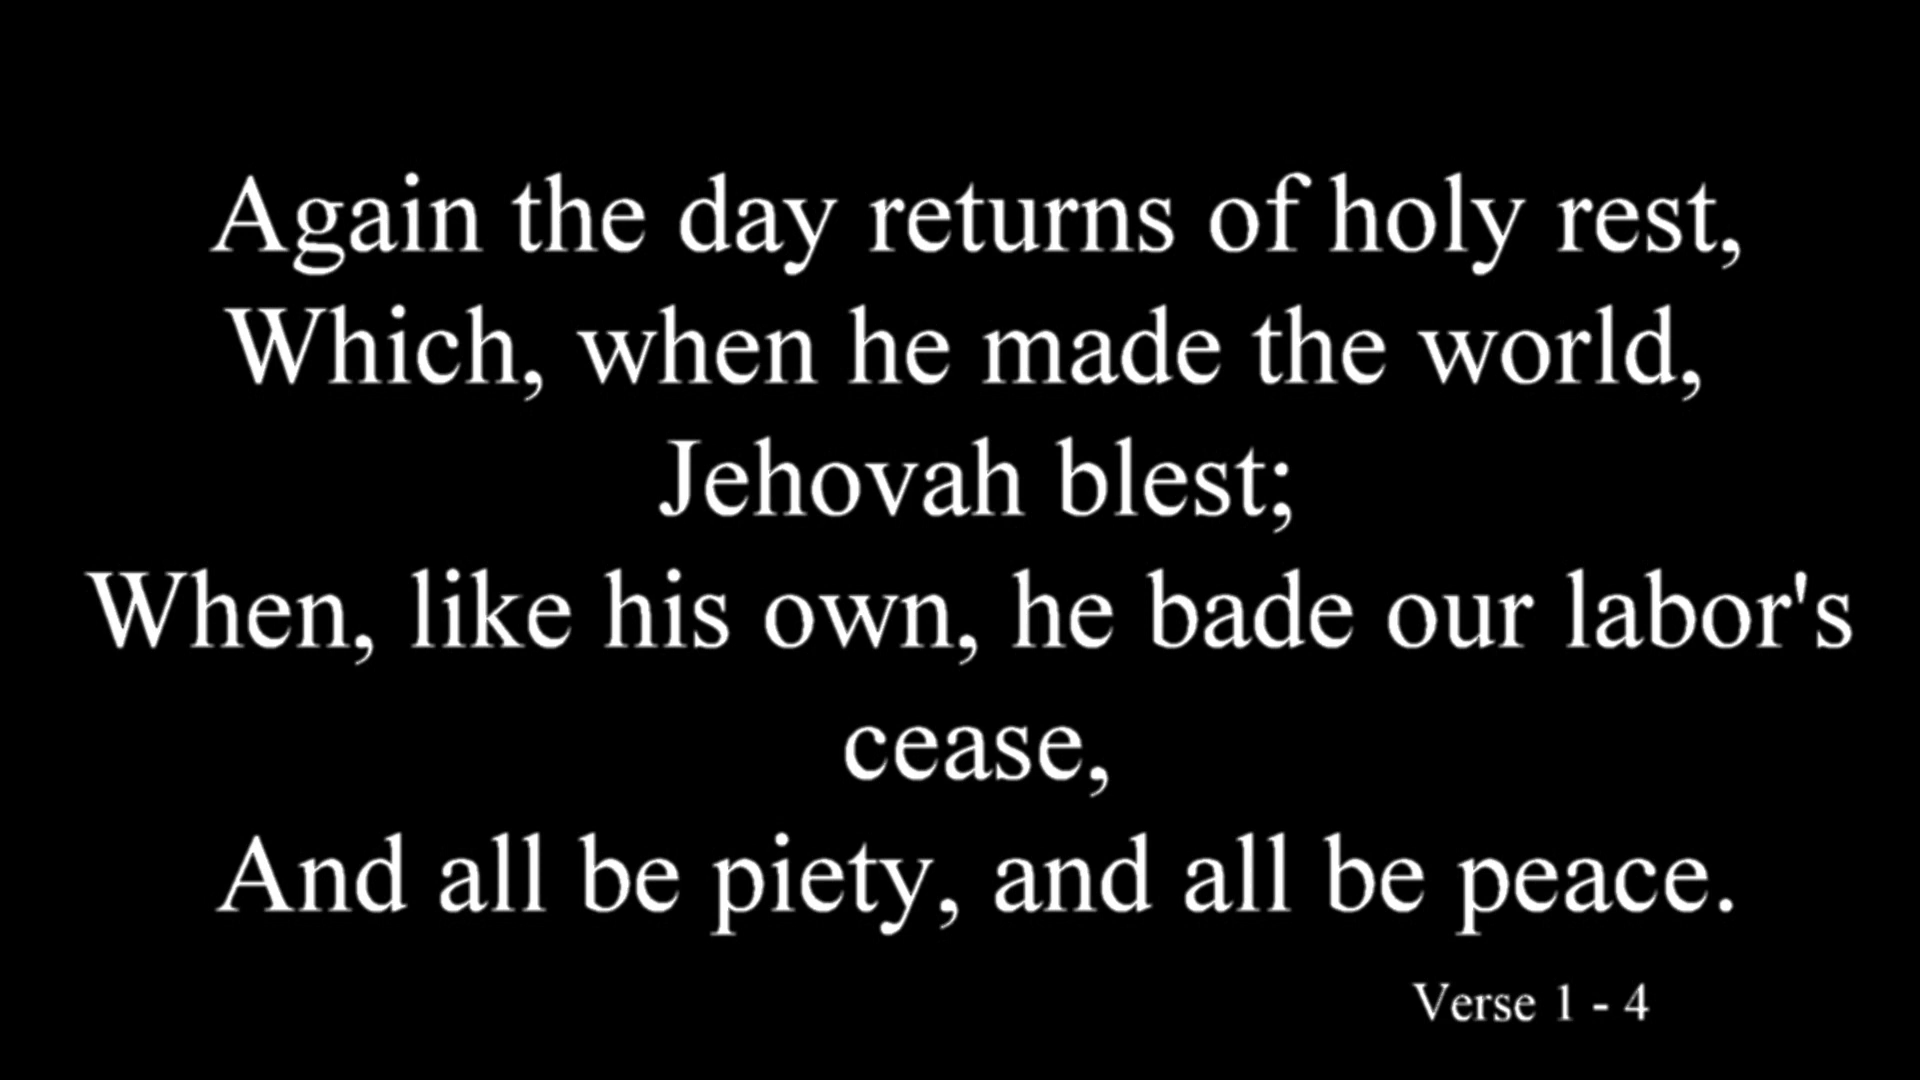 Again the day returns of holy rest,
Which, when he made the world,
Jehovah blest;
When, like his own, he bade our labor's
cease,
And all be piety, and all be peace.
Verse 1 - 4